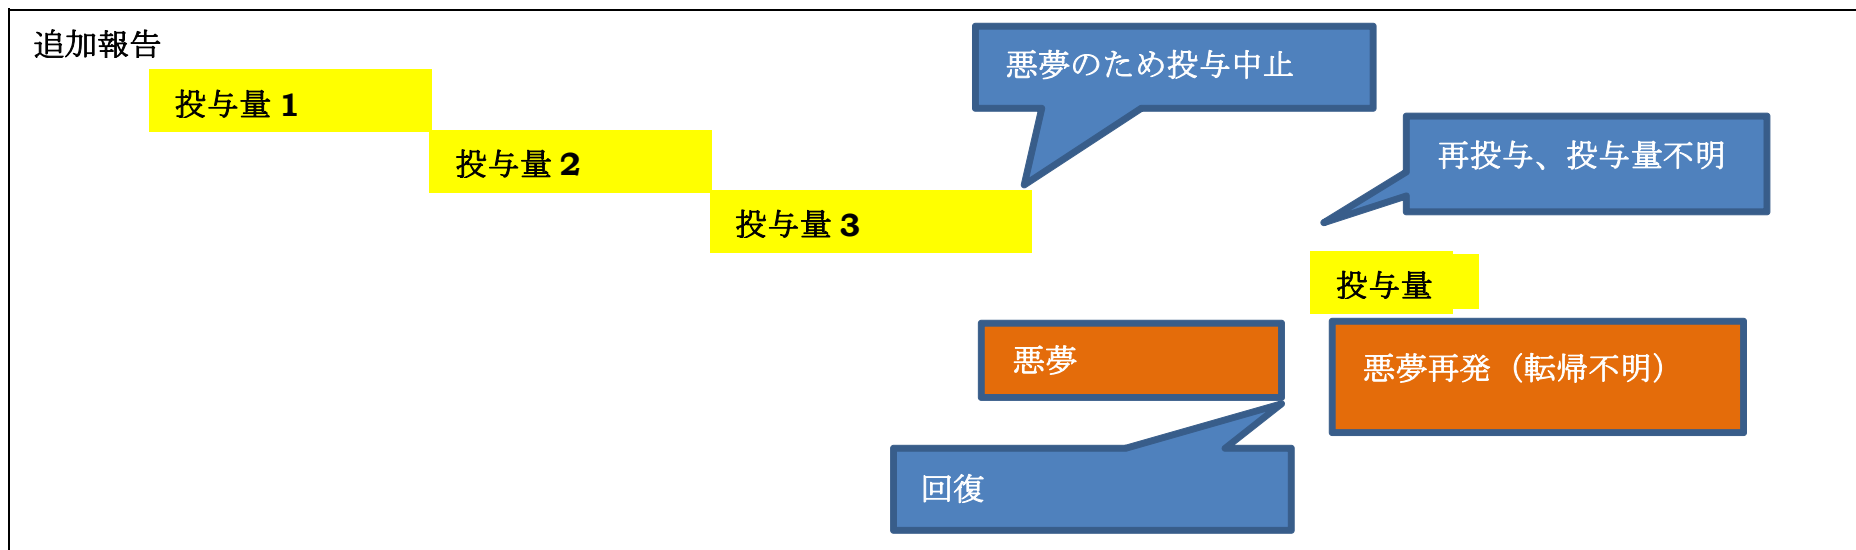 追加報告
悪夢のため投与中止
投与量 1
再投与、投与量不明
投与量 2
投与量 3
投与量
悪夢
悪夢再発（転帰不明）
回復